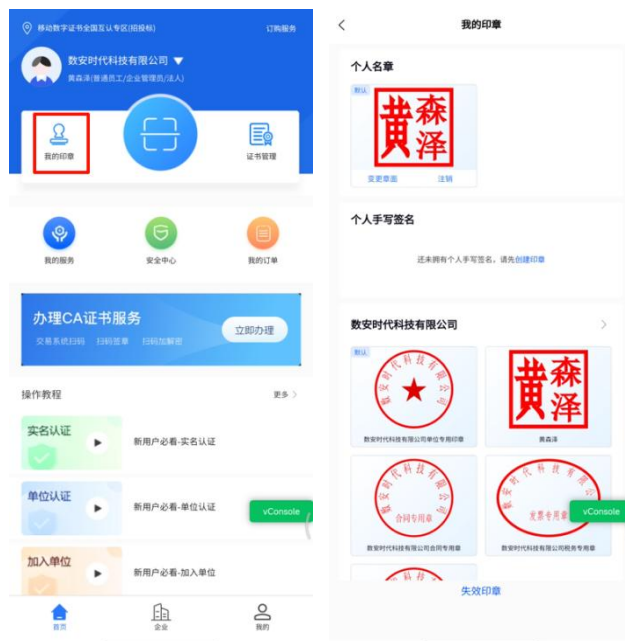 移动数字证书全国互认专区(招投标)
订购服务
数安时代科技有限公司
黄森泽(普通员工/企业管理员/法人)
我的印章
证书管理
我的服务
安全中心
我的订单
办理CA证书服务
交易系统扫码 扫码签章 扫码加解密
立即办理
操作教程
更多
实名认证
新用户必看-实名认证
单位认证
新用户必看-单位认证
vConsole
加入单位
新用户必看-加入单位
首页
企业
我的
我的印章
个人名章
默认
黄森泽
变更章面
注销
个人手写签名
还未拥有个人手写签名，请先创建印章
数安时代科技有限公司
默认
数安时代科技有限公司
数安时代科技有限公司单位专用印章
黄森泽
黄森泽
数安时代科技有限公司
合同专用章
数安时代科技有限公司合同专用章
数安时代科技有限公司
发票专用章
vConsole
数安时代科技有限公司税务专用章
失效印章